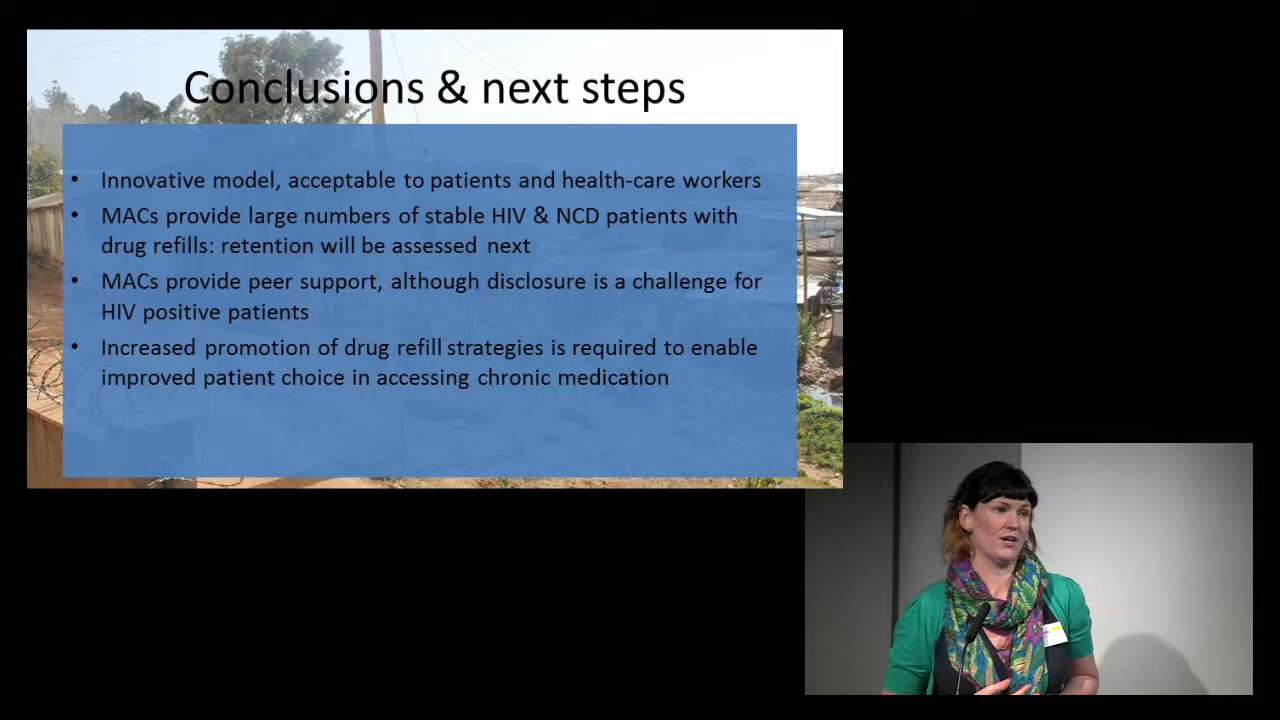 Conclusions & next steps
• Innovative model, acceptable to patients and health-care workers
• MACs provide large numbers of stable HIV & NCD patients with
drug refills: retention will be assessed next
• MACs provide peer support, although disclosure is a challenge for
HIV positive patients
• Increased promotion of drug refill strategies is required to enable
improved patient choice in accessing chronic medication